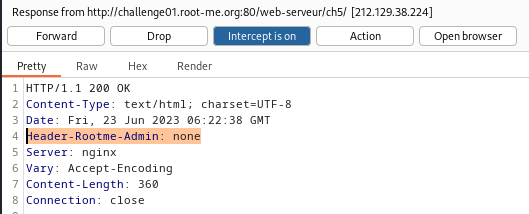 Response from http://challenge01.root-me.org:80/web-serveur/ch5/ [212.129.38.224]
Forward Drop Intercept is on Action Open browser
Pretty Raw Hex Render
1 HTTP/1.1 200 OK
2 Content-Type: text/html; charset=UTF-8
3 Date: Fri, 23 Jun 2023 06:22:38 GMT
4 Header-Rootme-Admin: none
5 Server: nginx
6 Vary: Accept-Encoding
7 Content-Length: 360
8 Connection: close